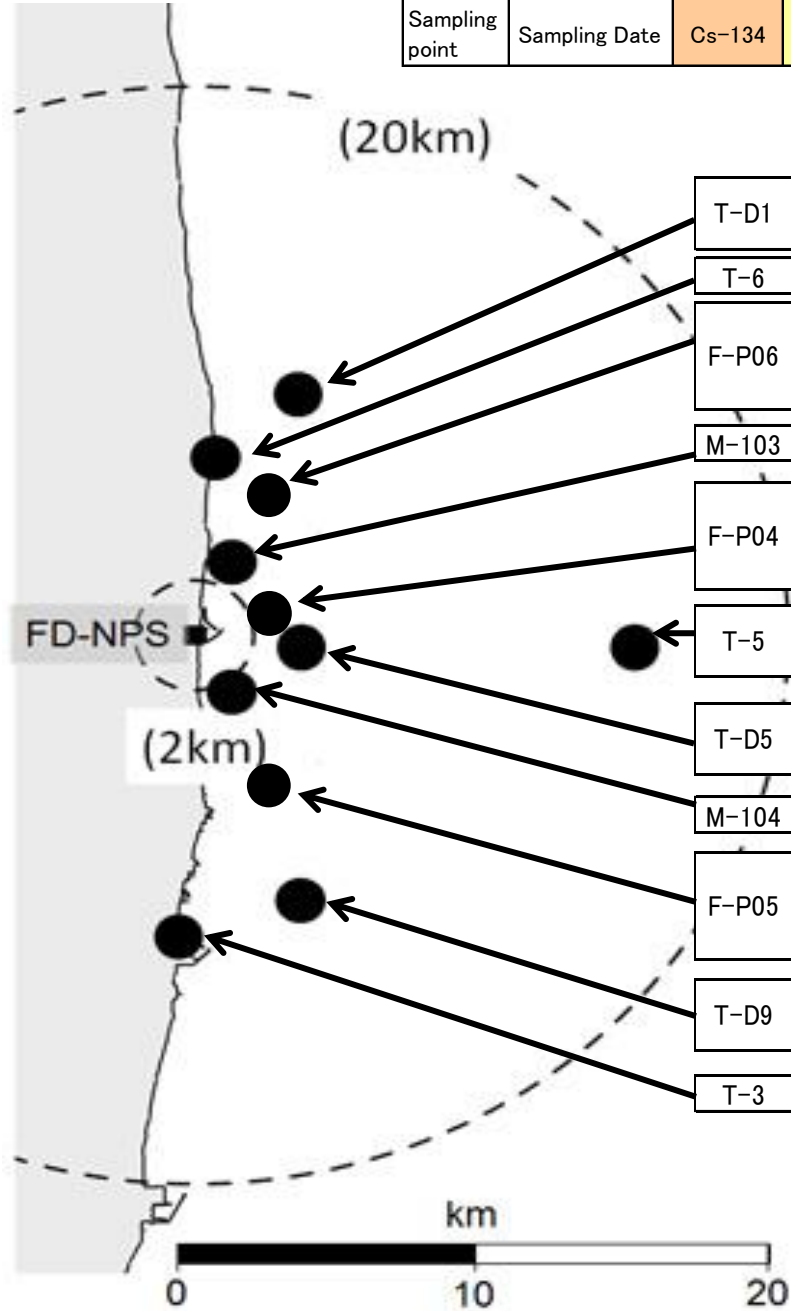 Sampling point
Sampling Date
Cs-134
(20km)
T-D1
T-6
F-P06
M-103
F-P04
FD-NPS
T-5
T-D5
(2km)
M-104
F-P05
T-D9
T-3
km
0 10 20